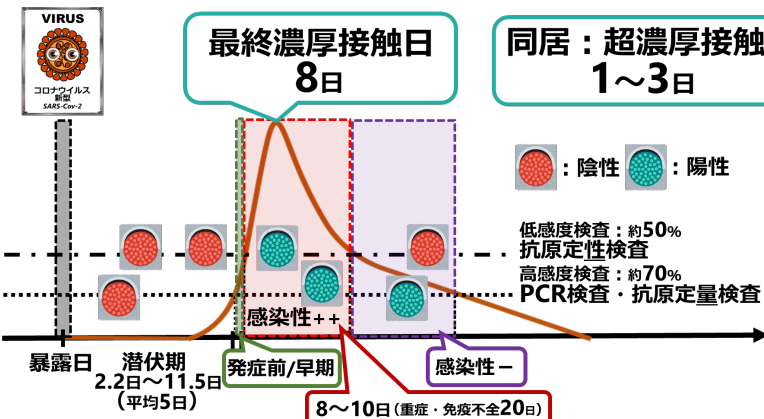 VIRUS
コロナウイルス
新型
SARS-Cov-2
最終濃厚接触日
8日
同居：超濃厚接触
1〜3日
：陰性
：陽性
低感度検査：約50%
抗原定性検査
高感度検査：約70%
PCR検査・抗原定量検査
感染性++
暴露日
潜伏期
2.2日〜11.5日
（平均5日）
発症前/早期
感染性－
8〜10日（重症・免疫不全20日）